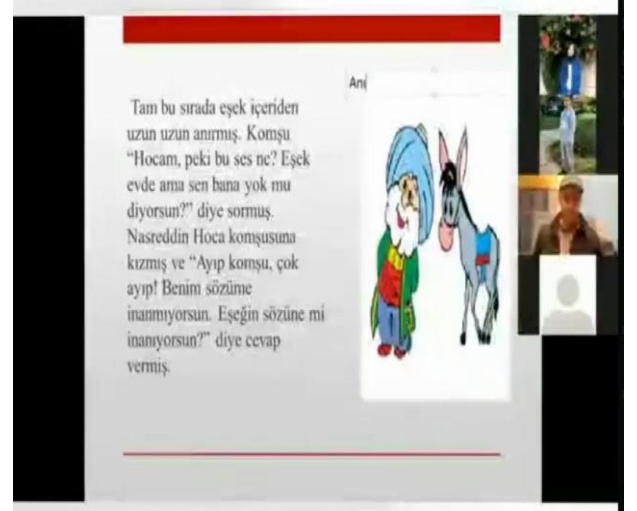 Anı
Tam bu sırada eşek içeriden
uzun uzun anırmış. Komşu
“Hocam, peki bu ses ne? Eşek
evde ama sen bana yok mu
diyorsun?” diye sormuş.
Nasreddin Hoca komşusuna
kızmış ve “Ayıp komşu, çok
ayıp! Benim sözüme
inanmıyorsun. Eşeğin sözüne mi
inanıyorsun?” diye cevap
vermiş.